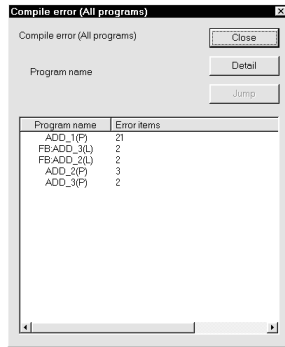 Compile error (All programs)
Compile error (All programs)
Close
Program name
Detail
Jump
Program name Error items
ADD_1(P) 21
FB:ADD_3(L) 2
FB:ADD_2(L) 2
ADD_2(P) 3
ADD_3(P) 2